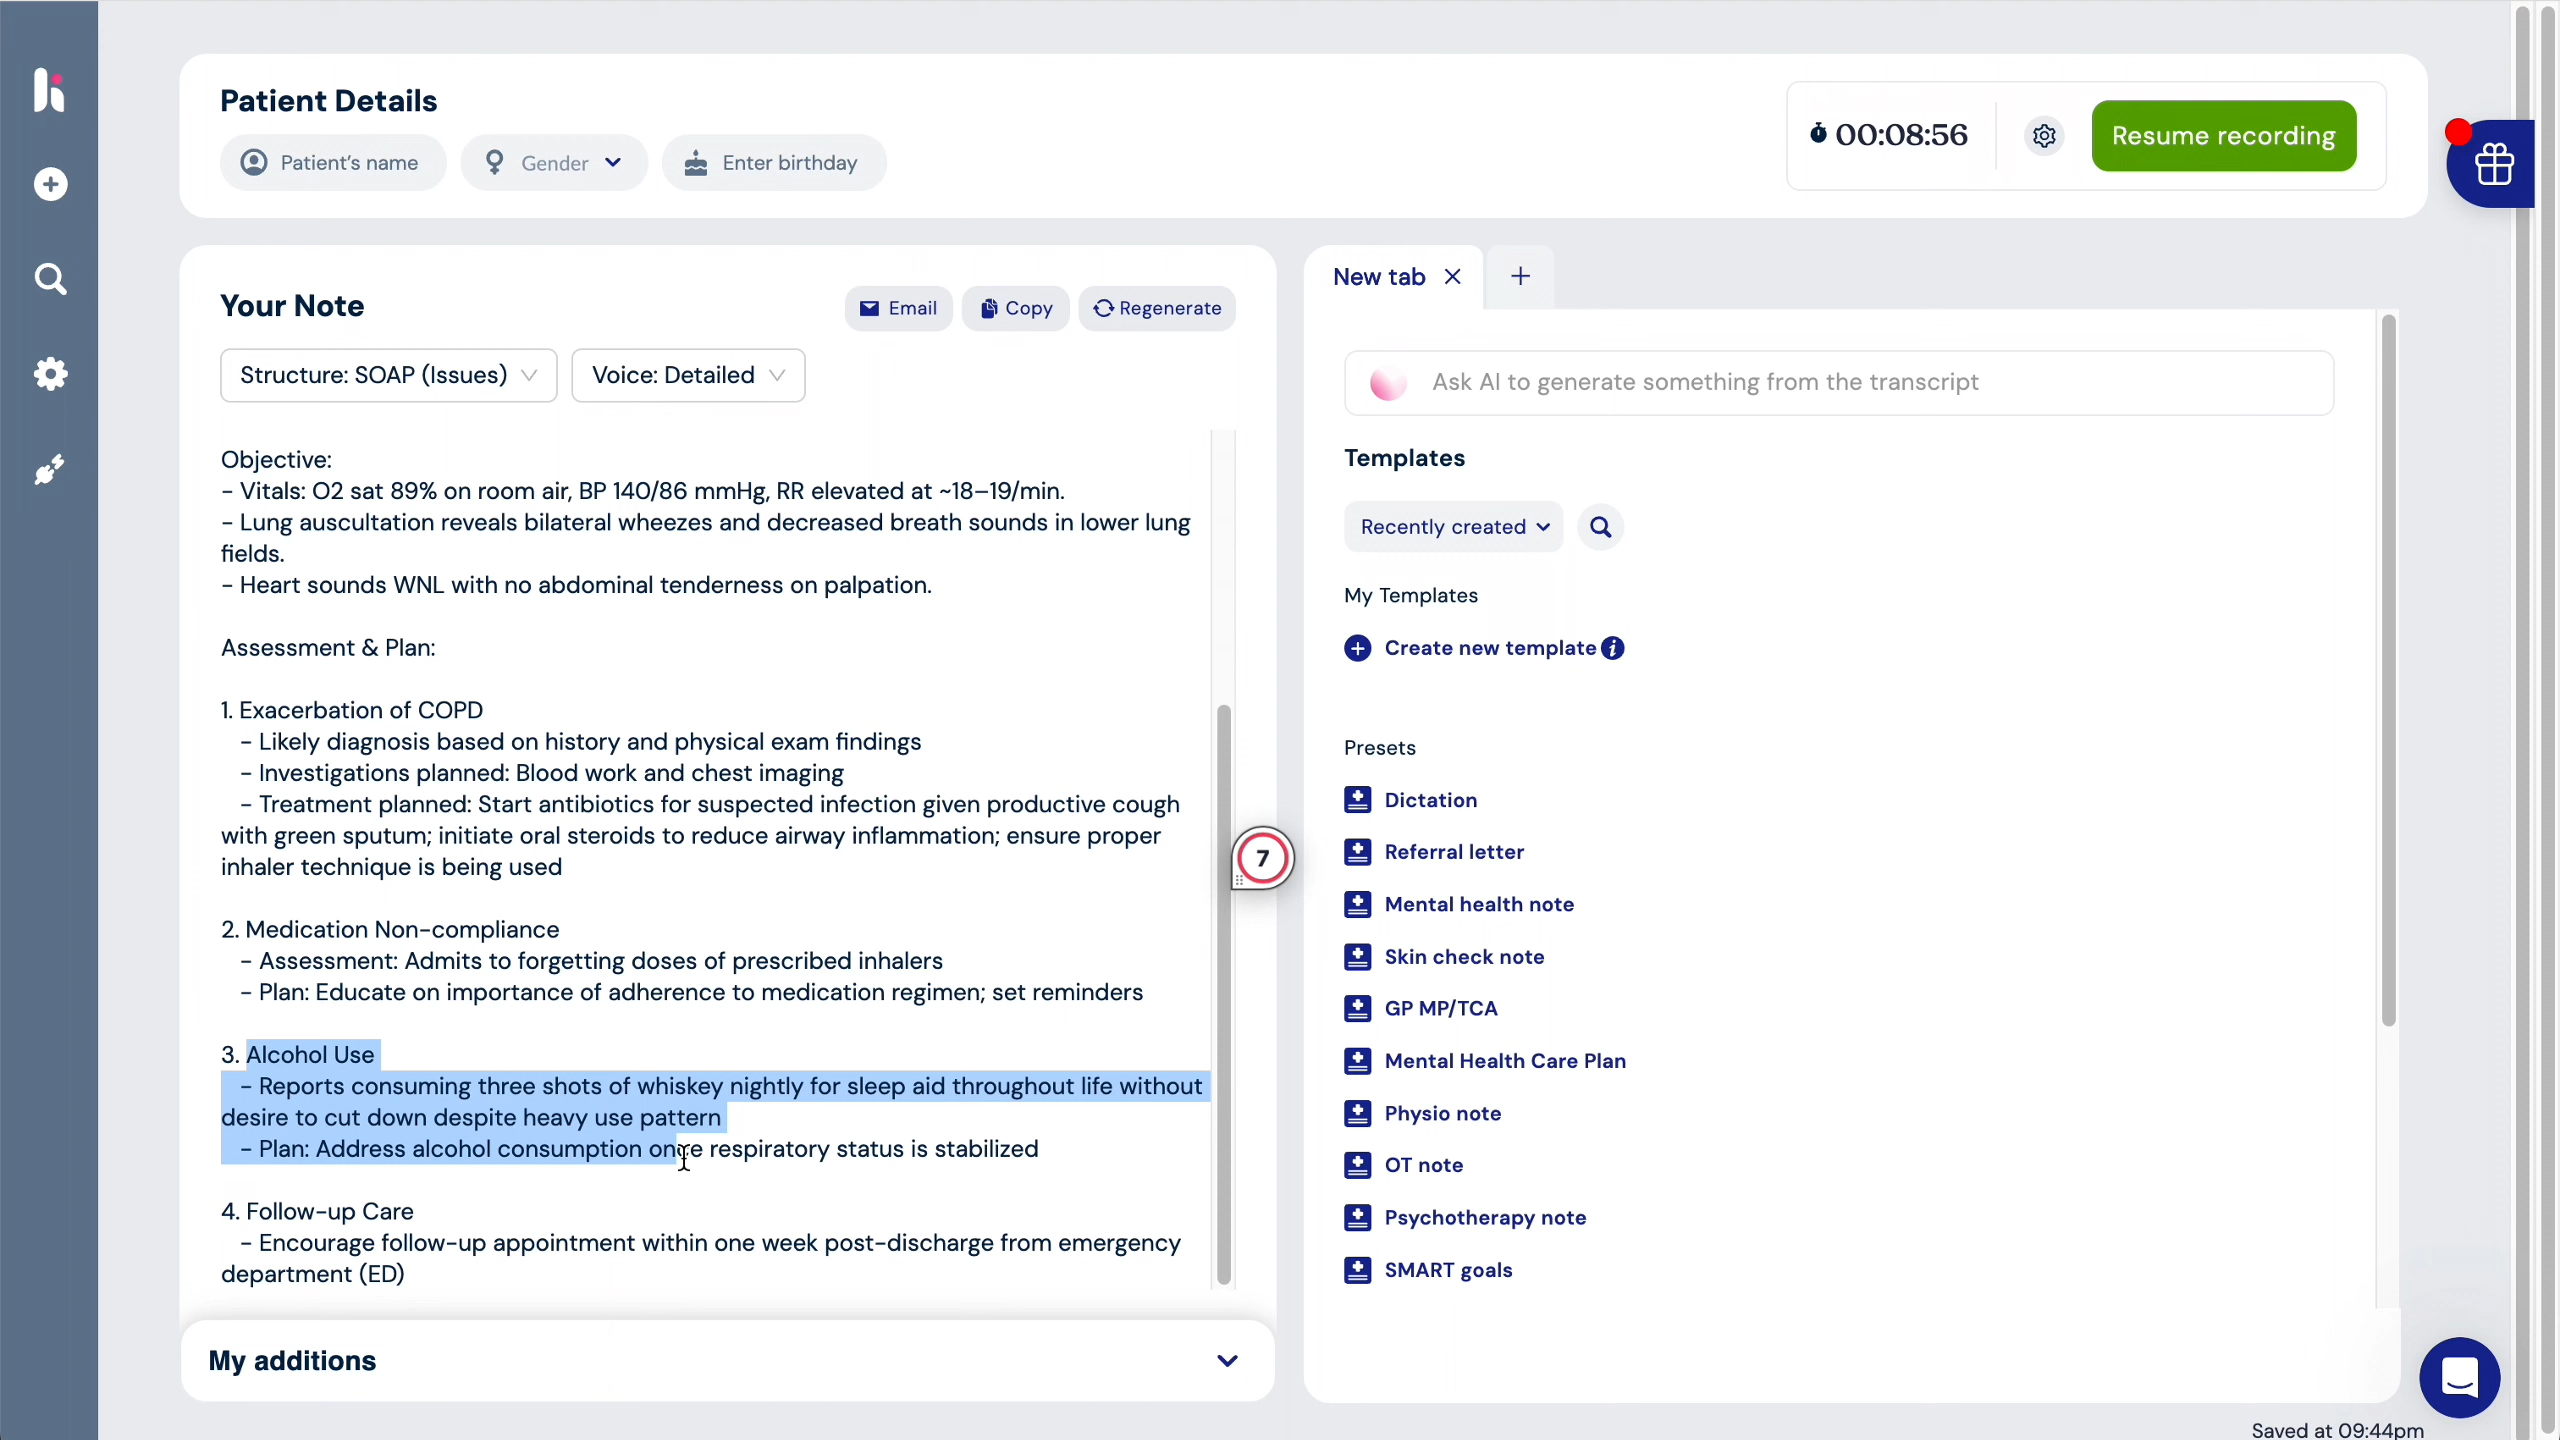 Patient Details
Patient's name
Gender
Enter birthday
00:08:56
Resume recording
Your Note
Email
Copy
Regenerate
Structure: SOAP (Issues)
Voice: Detailed
Objective:
- Vitals: O2 sat 89% on room air, BP 140/86 mmHg, RR elevated at ~18–19/min.
- Lung auscultation reveals bilateral wheezes and decreased breath sounds in lower lung
fields.
- Heart sounds WNL with no abdominal tenderness on palpation.
Assessment & Plan:
1. Exacerbation of COPD
- Likely diagnosis based on history and physical exam findings
- Investigations planned: Blood work and chest imaging
- Treatment planned: Start antibiotics for suspected infection given productive cough
with green sputum; initiate oral steroids to reduce airway inflammation; ensure proper
inhaler technique is being used
2. Medication Non-compliance
- Assessment: Admits to forgetting doses of prescribed inhalers
- Plan: Educate on importance of adherence to medication regimen; set reminders
3. Alcohol Use
- Reports consuming three shots of whiskey nightly for sleep aid throughout life without
desire to cut down despite heavy use pattern
- Plan: Address alcohol consumption once respiratory status is stabilized
4. Follow-up Care
- Encourage follow-up appointment within one week post-discharge from emergency
department (ED)
My additions
7
New tab
Ask AI to generate something from the transcript
Templates
Recently created
My Templates
Create new template
Presets
Dictation
Referral letter
Mental health note
Skin check note
GP MP/TCA
Mental Health Care Plan
Physio note
OT note
Psychotherapy note
SMART goals
Saved at 09:44pm